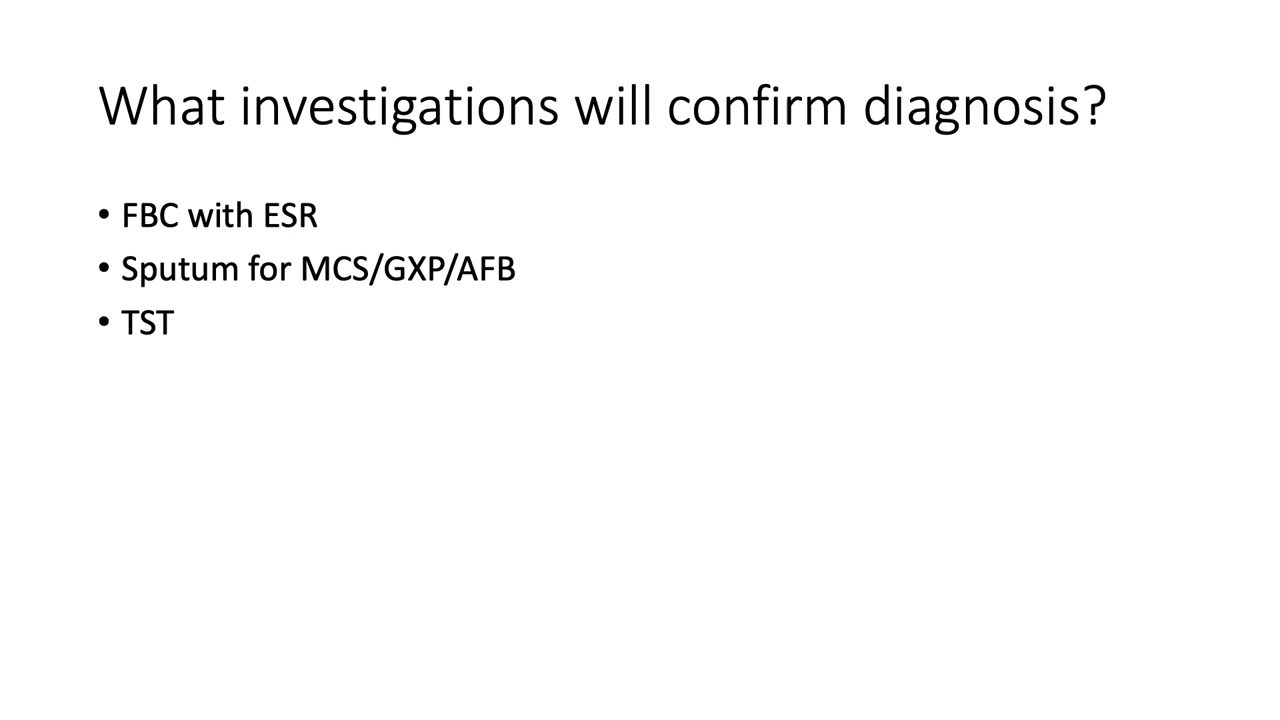 What investigations will confirm diagnosis?
• FBC with ESR
• Sputum for MCS/GXP/AFB
• TST